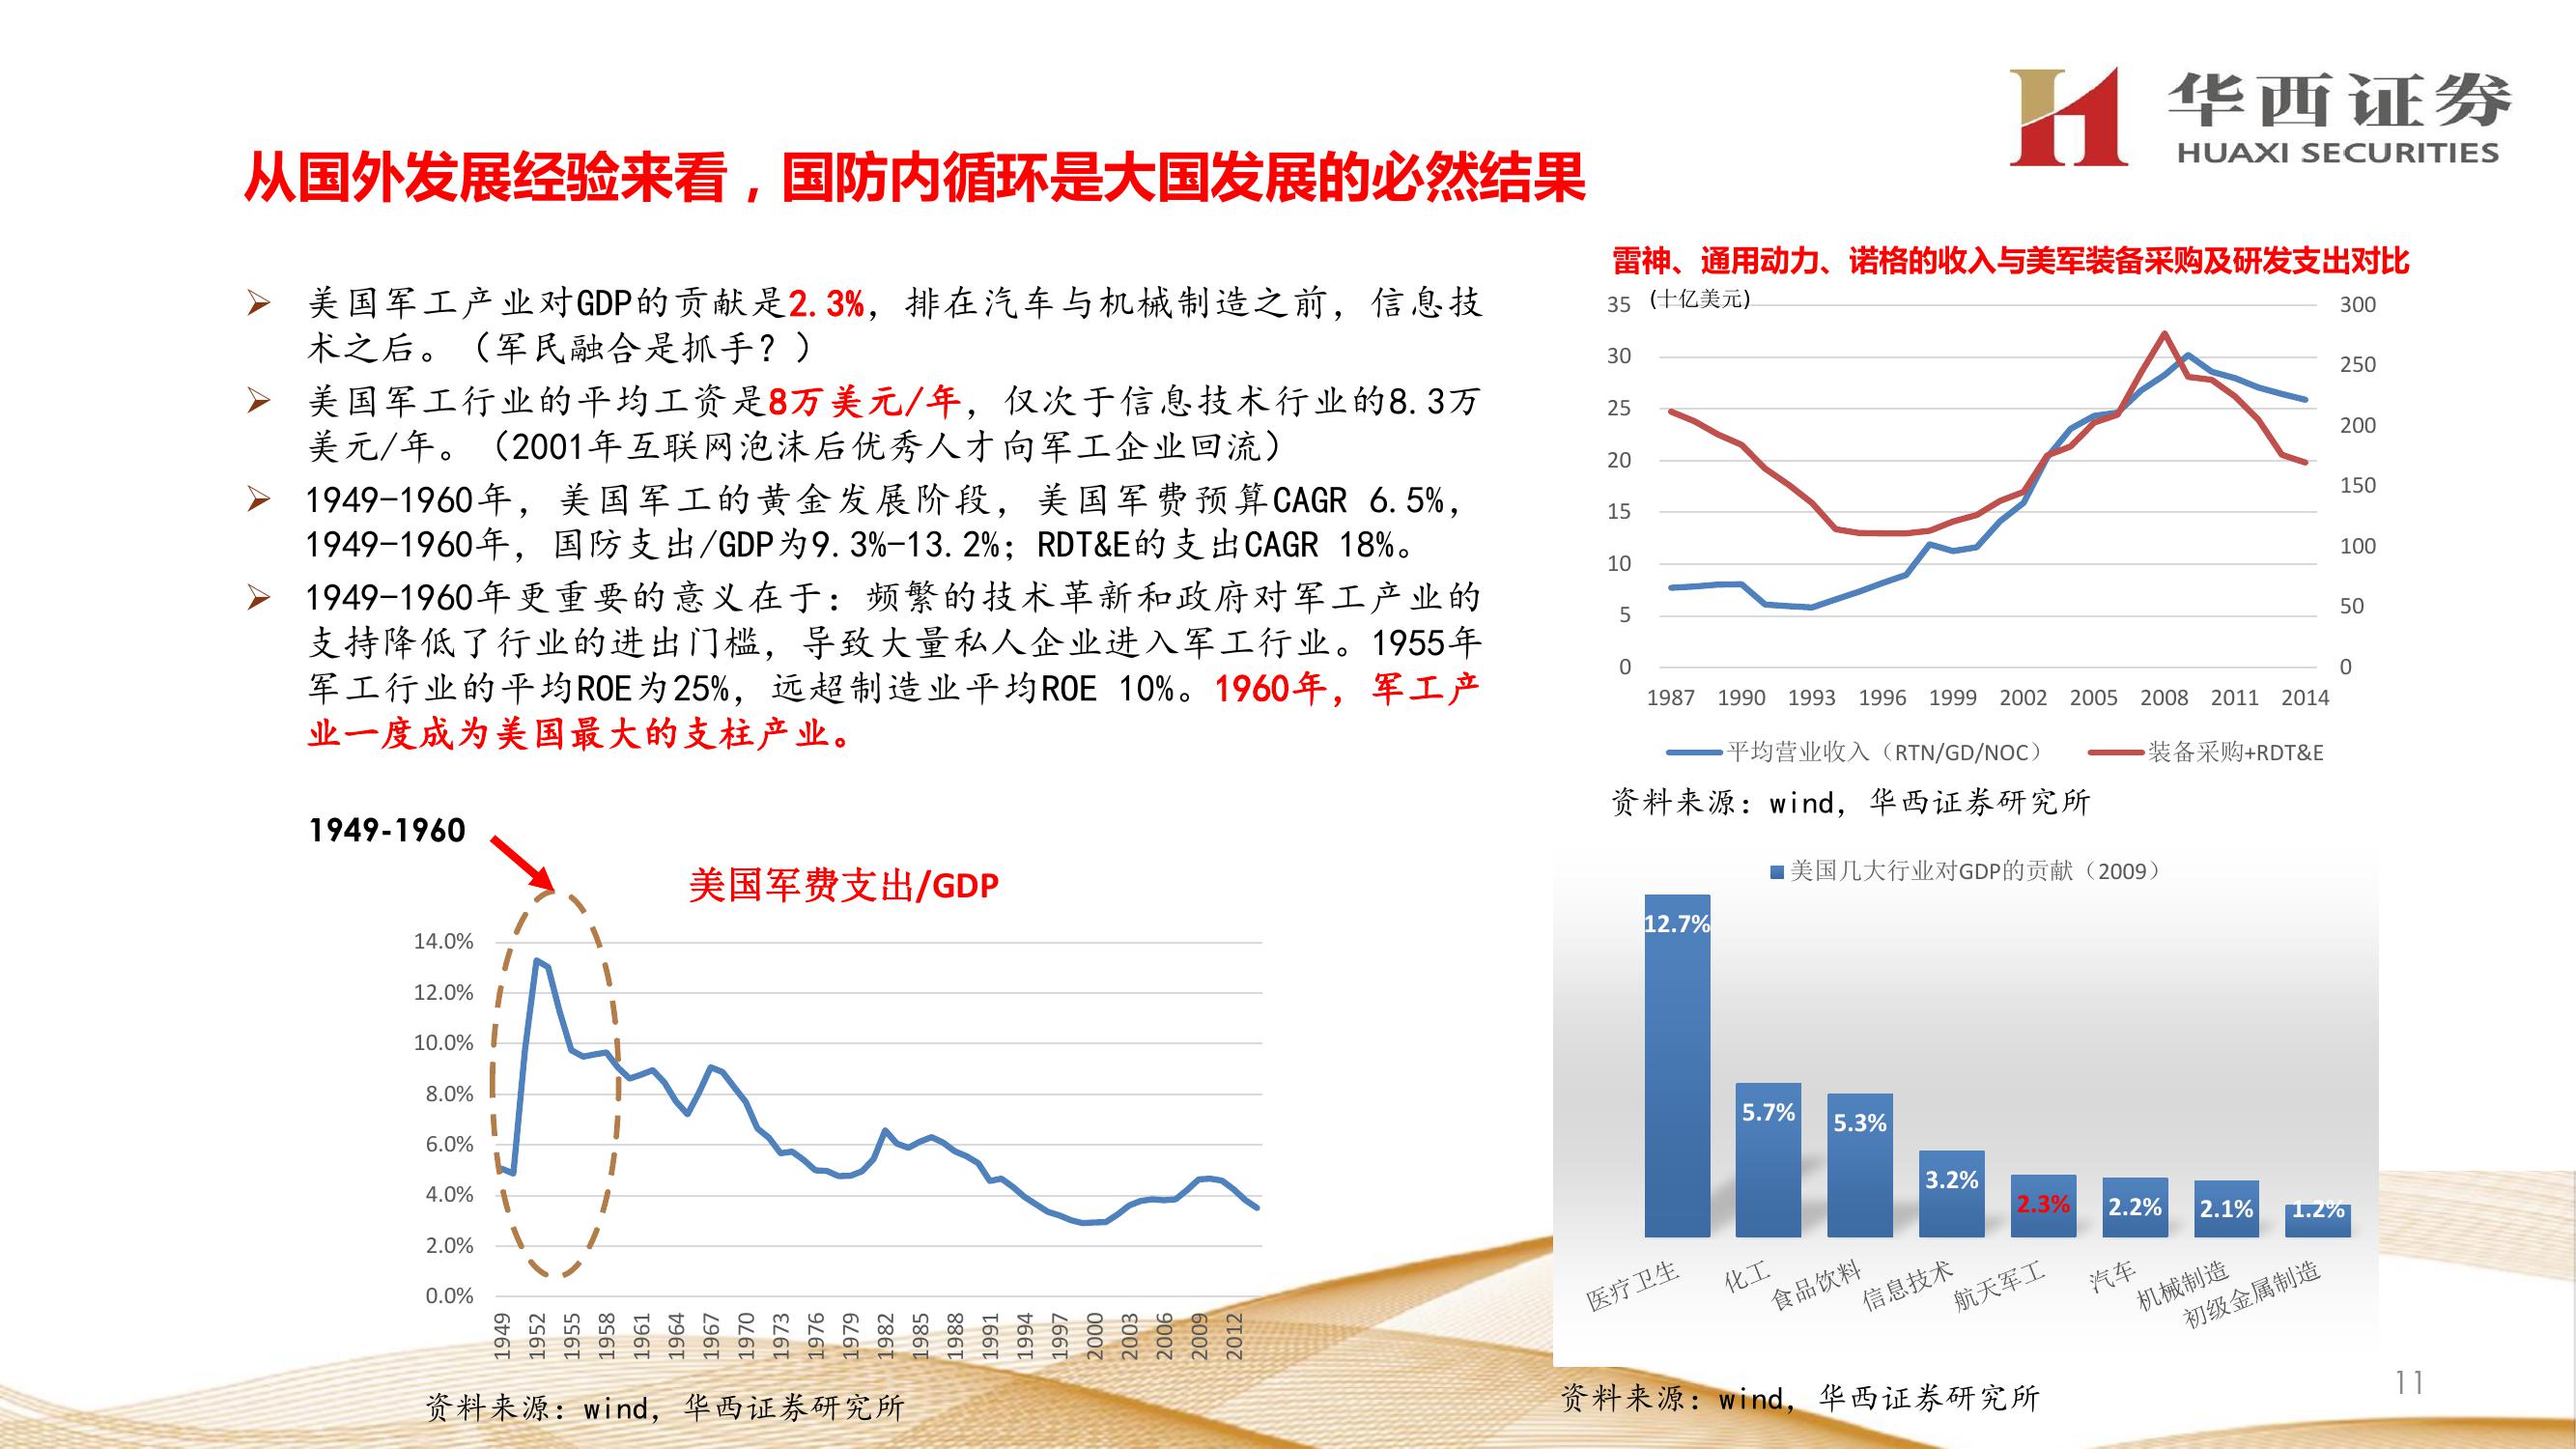 华西证券
HUAXI SECURITIES
从国外发展经验来看，国防内循环是大国发展的必然结果
美国军工产业对GDP的贡献是2.3%，排在汽车与机械制造之前，信息技
术之后。（军民融合是抓手？）
美国军工行业的平均工资是8万美元/年，仅次于信息技术行业的8.3万
美元/年。（2001年互联网泡沫后优秀人才向军工企业回流）
1949-1960年，美国军工的黄金发展阶段，美国军费预算CAGR 6.5%，
1949-1960年，国防支出/GDP为9.3%-13.2%；RDT&E的支出CAGR 18%。
1949-1960年更重要的意义在于：频繁的技术革新和政府对军工产业的
支持降低了行业的进出门槛，导致大量私人企业进入军工行业。1955年
军工行业的平均ROE为25%，远超制造业平均ROE 10%。1960年，军工产
业一度成为美国最大的支柱产业。
1949-1960
美国军费支出/GDP
14.0%
12.0%
10.0%
8.0%
6.0%
4.0%
2.0%
0.0%
1949 1952 1955 1958 1961 1964 1967 1970 1973 1976 1979 1982 1985 1988 1991 1994 1997 2000 2003 2006 2009 2012
资料来源：wind，华西证券研究所
雷神、通用动力、诺格的收入与美军装备采购及研发支出对比
35 (十亿美元) 300
30 250
25 200
20 150
15 100
10 50
5 0
0
1987 1990 1993 1996 1999 2002 2005 2008 2011 2014
平均营业收入（RTN/GD/NOC） 装备采购+RDT&E
资料来源：wind，华西证券研究所
美国几大行业对GDP的贡献（2009）
12.7% 5.7% 5.3% 3.2% 2.3% 2.2% 2.1% 1.2%
医疗卫生 化工 食品饮料 信息技术 航天军工 汽车 机械制造 初级金属制造
资料来源：wind，华西证券研究所
11